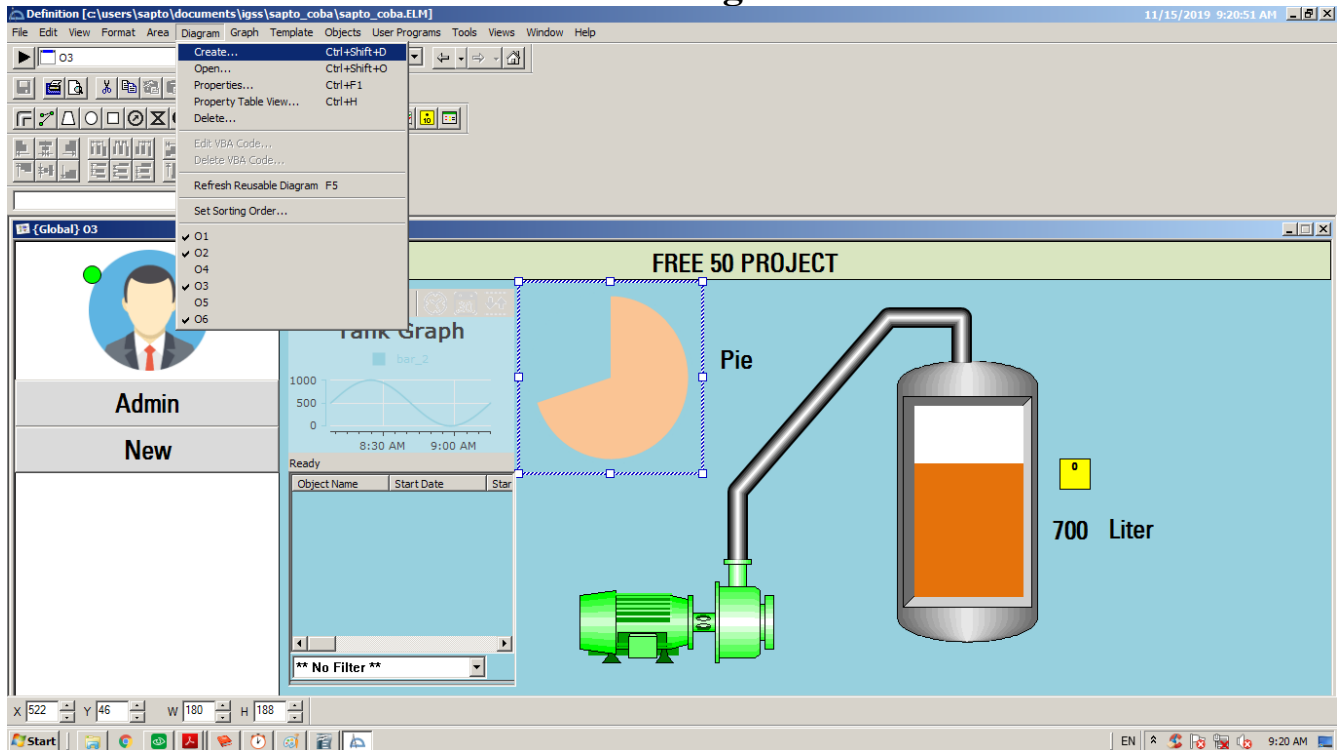 Definition [c:\users\sapto\documents\igss\sapto_coba\sapto_coba.ELM] 11/15/2019 9:20:51 AM
File Edit View Format Area Diagram Graph Template Objects User Programs Tools Views Window Help
O3
Create... Ctrl+Shift+D
Open... Ctrl+Shift+O
Properties... Ctrl+F1
Property Table View... Ctrl+H
Delete...
Edit VBA Code...
Delete VBA Code...
Refresh Reusable Diagram F5
Set Sorting Order...
O1
O2
O4
O3
O5
O6
{Global} O3
FREE 50 PROJECT
Tank Graph
bar_2
1000
500
0
8:30 AM 9:00 AM
Ready
Object Name Start Date Star
** No Filter **
Admin
New
Pie
0
700 Liter
X 522 Y 46 W 180 H 188
Start EN 9:20 AM